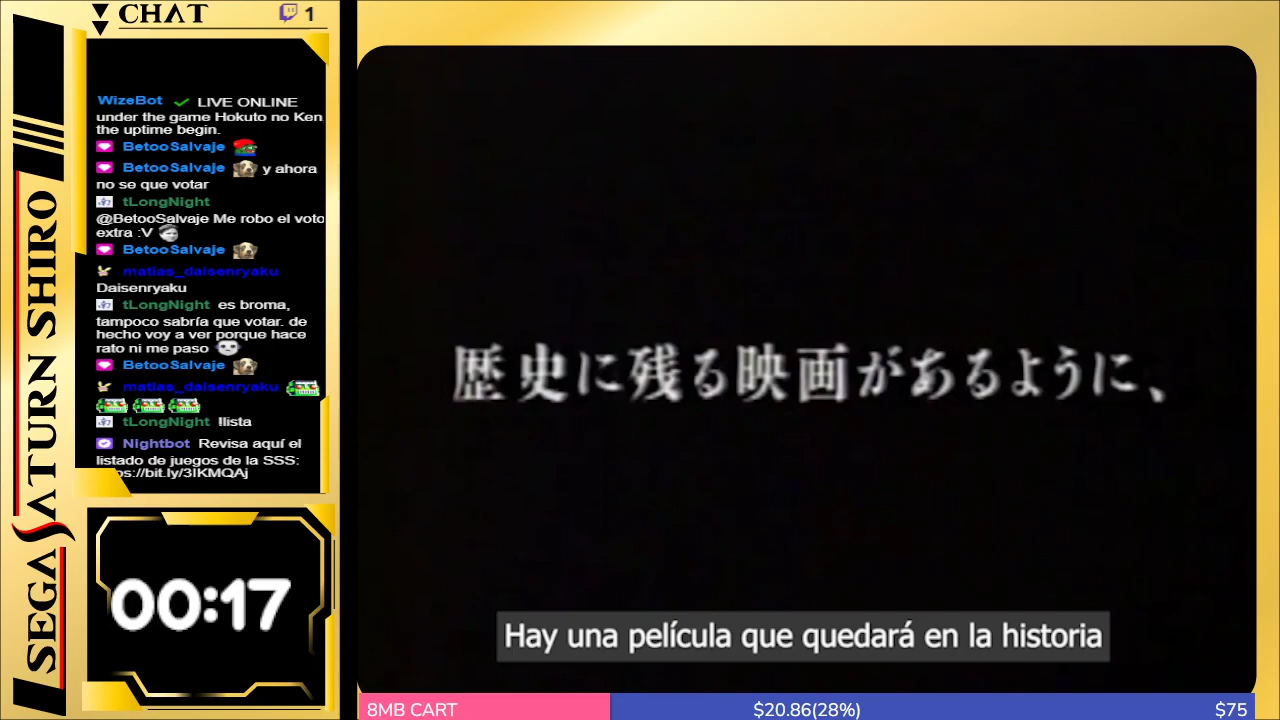 CHAT
1
WizeBot LIVE ONLINE
under the game Hokuto no Ken
the uptime begin.
BetooSalvaje
BetooSalvaje y ahora
no se que votar
tLongNight
@BetooSalvaje Me robo el voto
extra :V
BetooSalvaje
matias_daisenryaku
Daisenryaku
tLongNight es broma,
tampoco sabría que votar. de
hecho voy a ver porque hace
rato ni me paso
BetooSalvaje
matias_daisenryaku
tLongNight !lista
Nightbot Revisa aquí el
listado de juegos de la SSS:
ps://bit.ly/3IKMQAj
SEGA SATURN SHIRO
00:17
歴史に残る映画があるように、
Hay una película que quedará en la historia
8MB CART $20.86(28%) $75